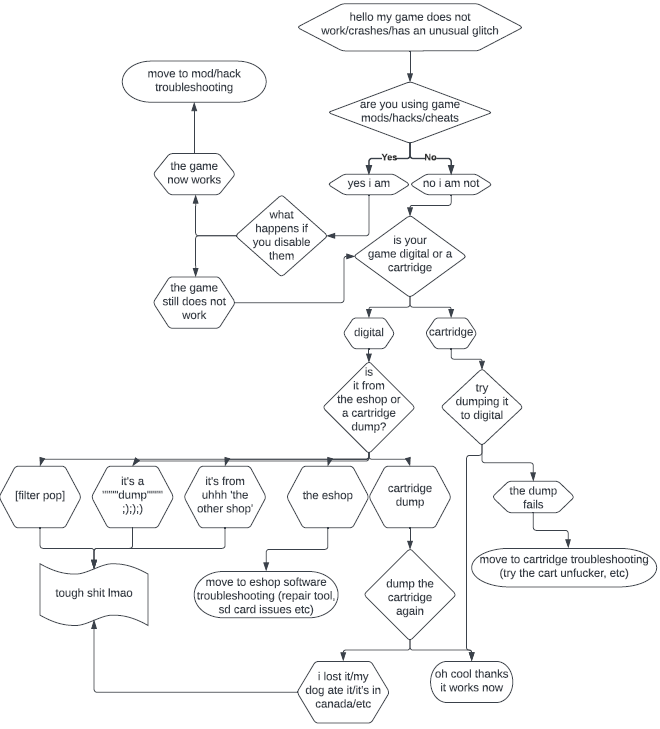 hello my game does not
work/crashes/has an unusual glitch
move to mod/hack
troubleshooting
are you using game
mods/hacks/cheats
Yes
No
the game
now works
yes i am
no i am not
what
happens if
you disable
them
is your
game digital or a
cartridge
the game
still does not
work
digital
cartridge
is
it from
the eshop or
a cartridge
dump?
try
dumping it
to digital
[filter pop]
it's a
"""""dump"""""
;);););)
it's from
uhhh 'the
other shop'
the eshop
cartridge
dump
the dump
fails
tough shit lmao
move to eshop software
troubleshooting (repair tool,
sd card issues etc)
dump the
cartridge
again
move to cartridge troubleshooting
(try the cart unfucker, etc)
i lost it/my
dog ate it/it's in
canada/etc
oh cool thanks
it works now